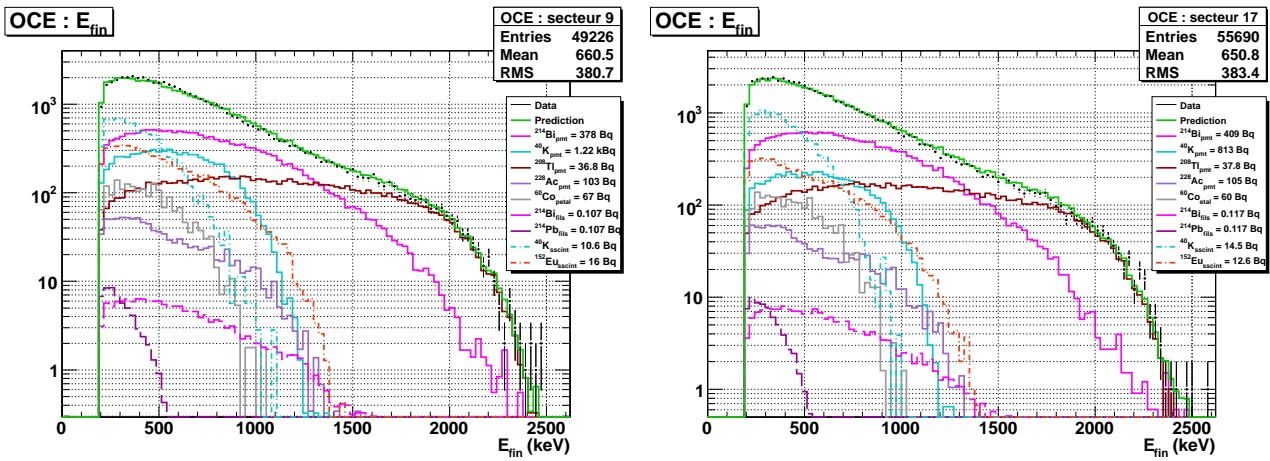 OCE : E_fin
OCE : secteur 9
Entries 49226
Mean 660.5
RMS 380.7
Data
Prediction
²¹⁴Bi_pmt = 378 Bq
⁴⁰K_pmt = 1.22 kBq
²⁰⁸Tl_pmt = 36.8 Bq
²²⁸Ac_pmt = 103 Bq
⁶⁰Co_petal = 67 Bq
²¹⁴Bi_fils = 0.107 Bq
²¹⁴Pb_fils = 0.107 Bq
⁴⁰K_sscint = 10.6 Bq
¹⁵²Eu_sscint = 16 Bq
10³
10²
10
1
0 500 1000 1500 2000 2500
E_fin (keV)
OCE : E_fin
OCE : secteur 17
Entries 55690
Mean 650.8
RMS 383.4
Data
Prediction
²¹⁴Bi_pmt = 409 Bq
⁴⁰K_pmt = 813 Bq
²⁰⁸Tl_pmt = 37.8 Bq
²²⁸Ac_pmt = 105 Bq
⁶⁰Co_petal = 60 Bq
²¹⁴Bi_fils = 0.117 Bq
²¹⁴Pb_fils = 0.117 Bq
⁴⁰K_sscint = 14.5 Bq
¹⁵²Eu_sscint = 12.6 Bq
10³
10²
10
1
0 500 1000 1500 2000 2500
E_fin (keV)